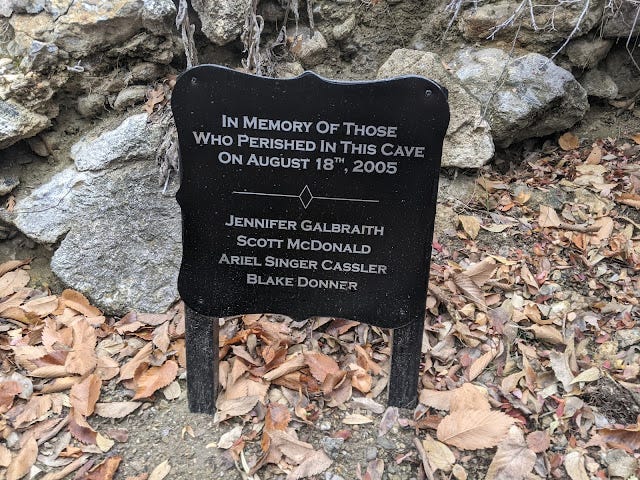 In Memory Of Those
Who Perished In This Cave
On August 18th, 2005
Jennifer Galbraith
Scott McDonald
Ariel Singer Cassler
Blake Donner